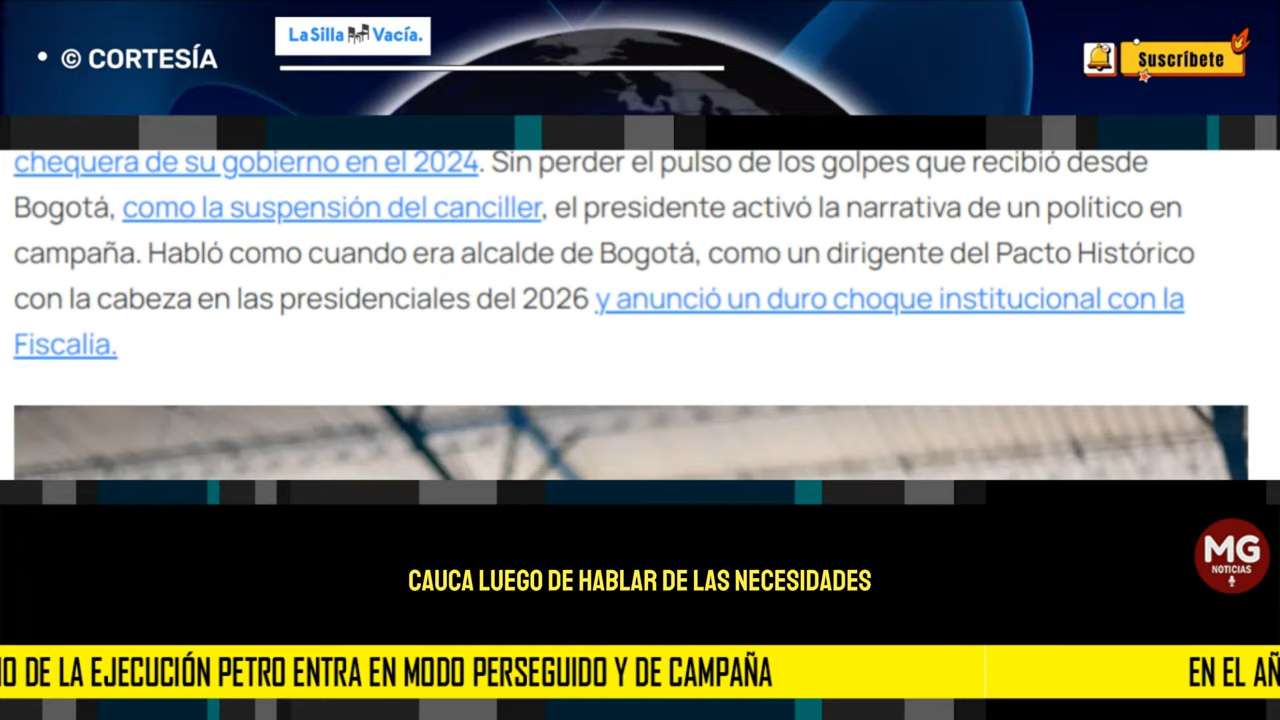 • © CORTESÍA
La Silla Vacía.
Suscríbete
chequera de su gobierno en el 2024. Sin perder el pulso de los golpes que recibió desde
Bogotá, como la suspensión del canciller, el presidente activó la narrativa de un político en
campaña. Habló como cuando era alcalde de Bogotá, como un dirigente del Pacto Histórico
con la cabeza en las presidenciales del 2026 y anunció un duro choque institucional con la
Fiscalía.
MG
NOTICIAS
CAUCA LUEGO DE HABLAR DE LAS NECESIDADES
DE LA EJECUCIÓN PETRO ENTRA EN MODO PERSEGUIDO Y DE CAMPAÑA
EN EL